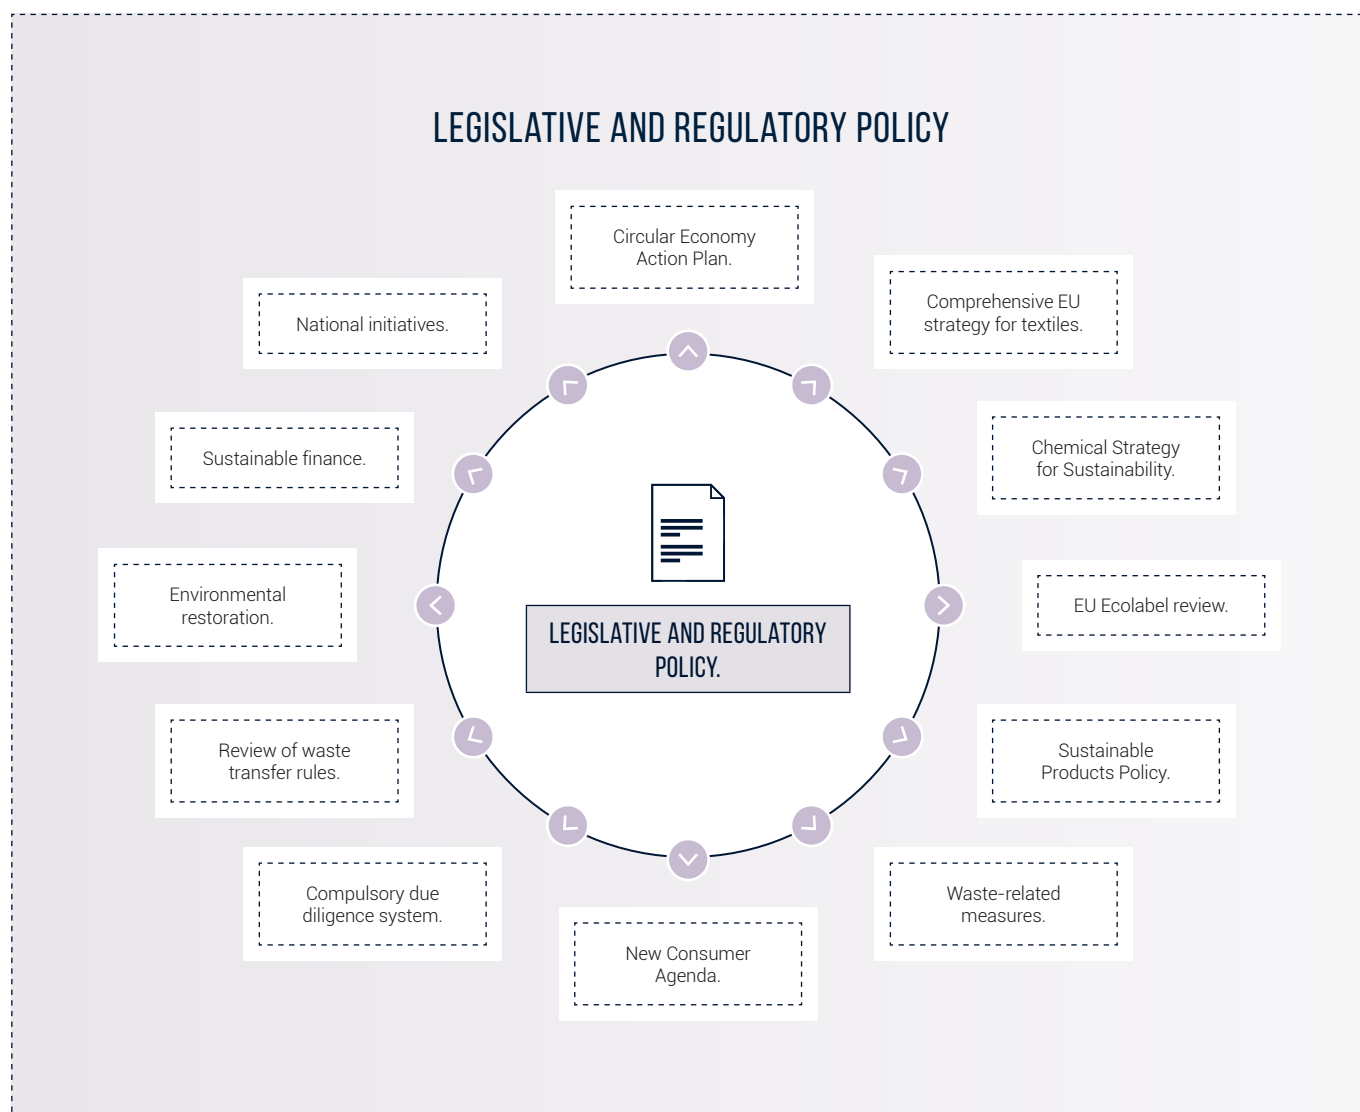 LEGISLATIVE AND REGULATORY POLICY
Circular Economy
Action Plan.
Comprehensive EU
strategy for textiles.
Chemical Strategy
for Sustainability.
EU Ecolabel review.
Sustainable
Products Policy.
Waste-related
measures.
New Consumer
Agenda.
Compulsory due
diligence system.
Review of waste
transfer rules.
Environmental
restoration.
Sustainable finance.
National initiatives.
LEGISLATIVE AND REGULATORY
POLICY.